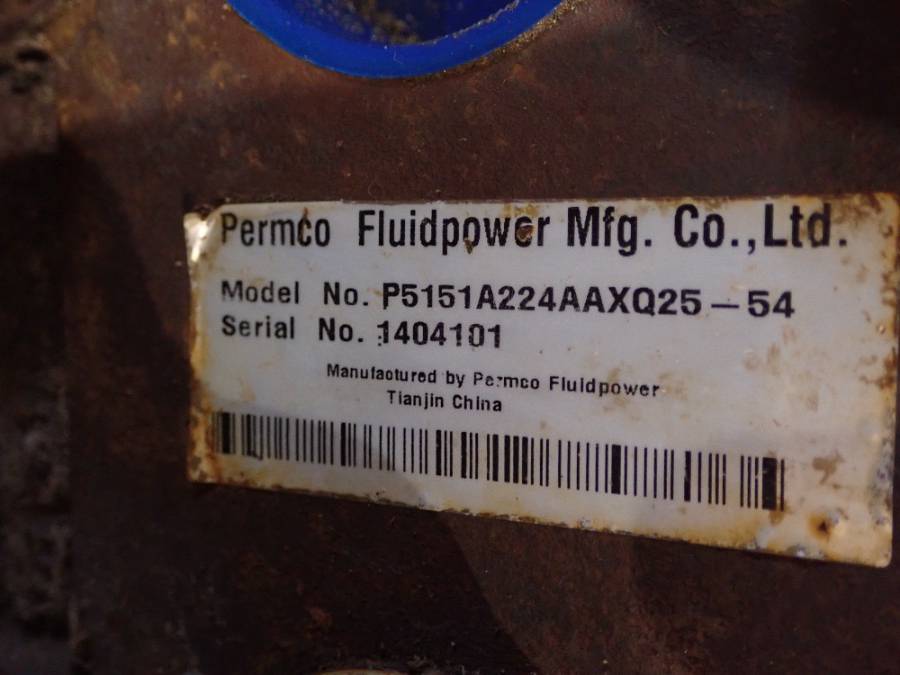 Permco Fluidpower Mfg. Co.,Ltd.
Model No. P5151A224AAXQ25-54
Serial No. 1404101
Manufactured by Permco Fluidpower
Tianjin China